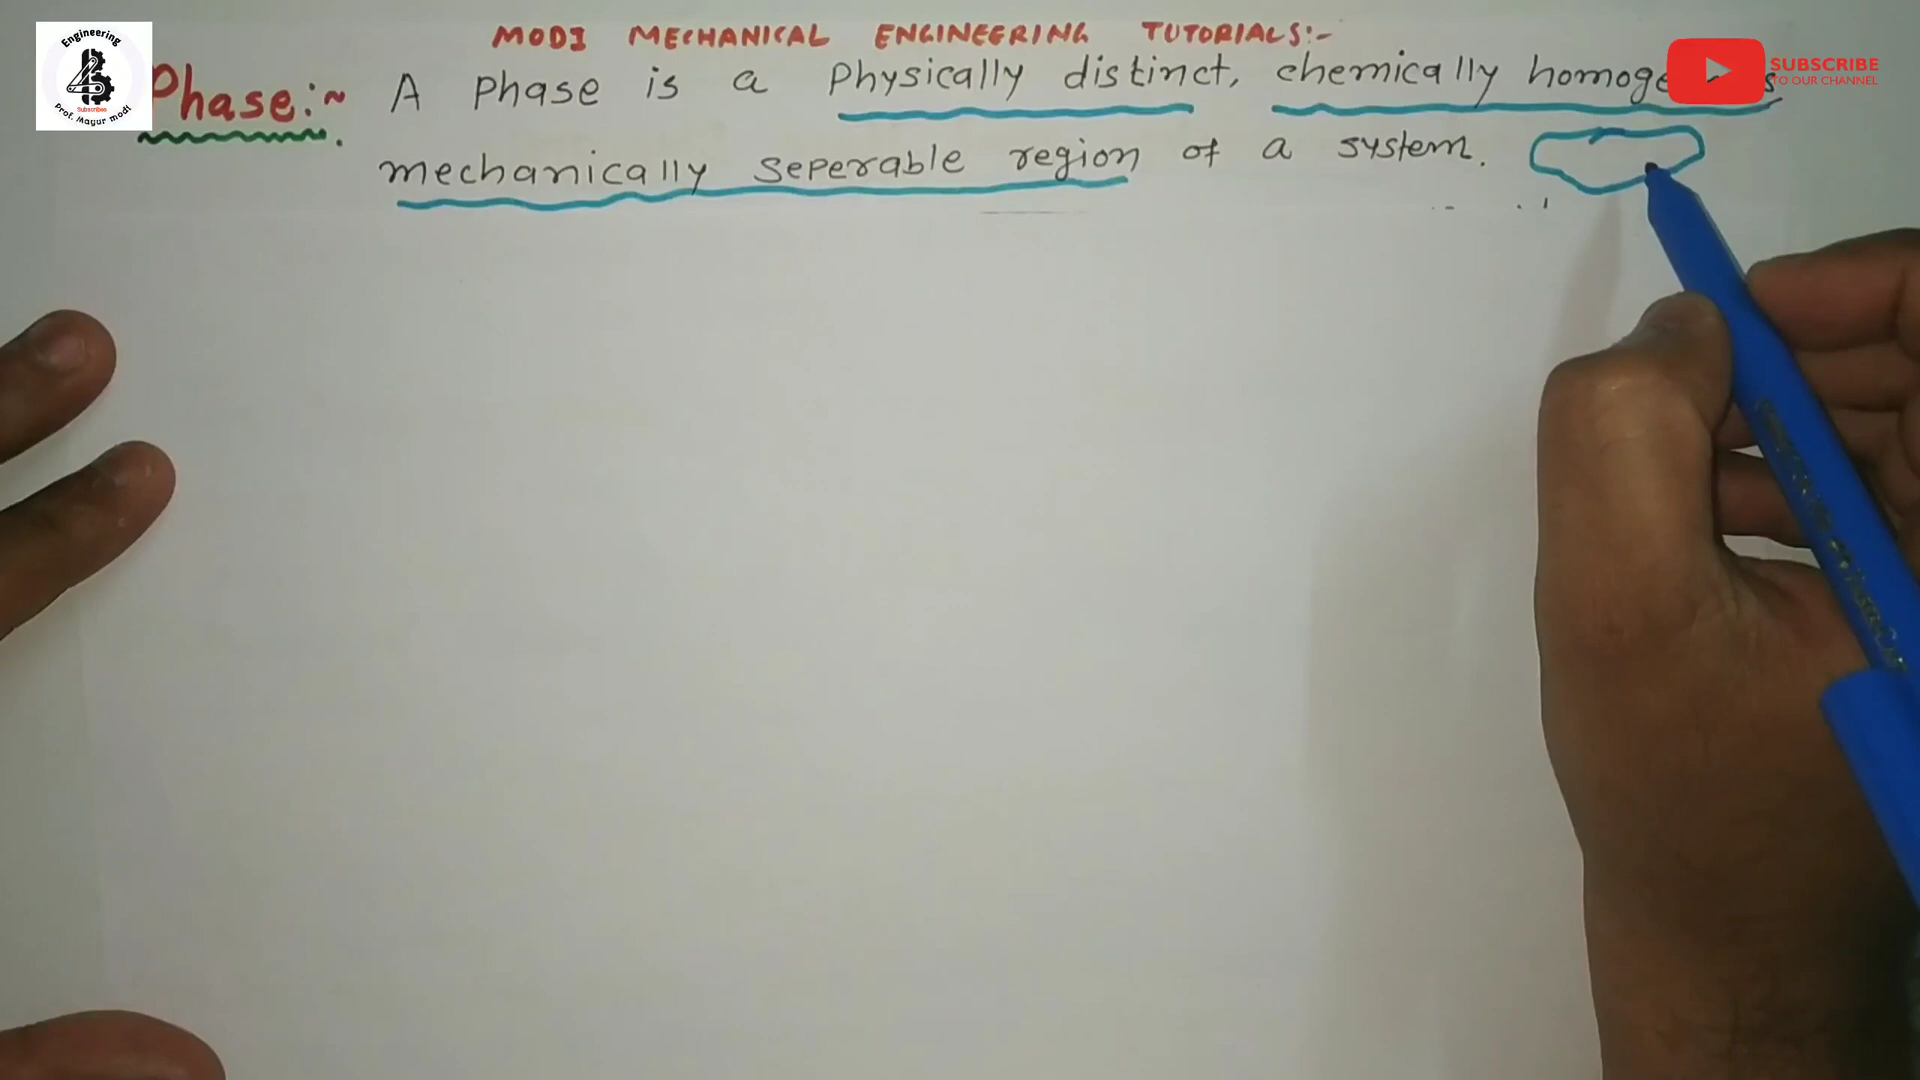 MODI MECHANICAL ENGINEERING TUTORIALS:-
Engineering
Subscribes
Prof. Mayur modi
SUBSCRIBE
TO OUR CHANNEL
Phase:~ A phase is a physically distinct, chemically
mechanically seperable region of a system.